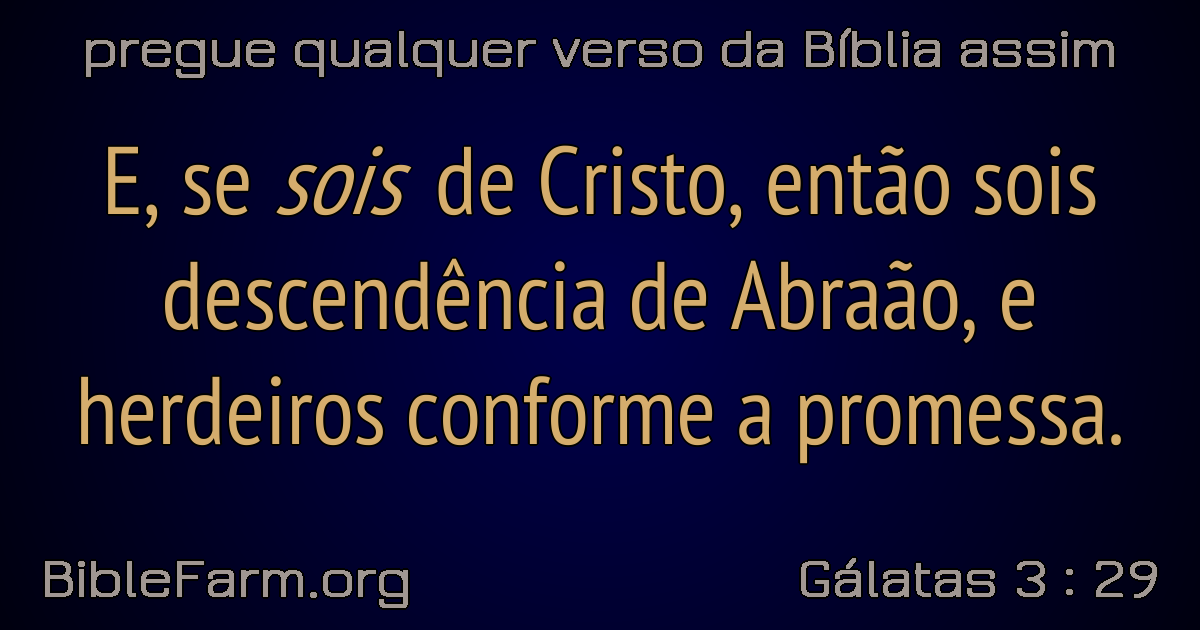 pregue qualquer verso da Bíblia assim
E, se sois de Cristo, então sois
descendência de Abraão, e
herdeiros conforme a promessa.
BibleFarm.org
Gálatas 3 : 29